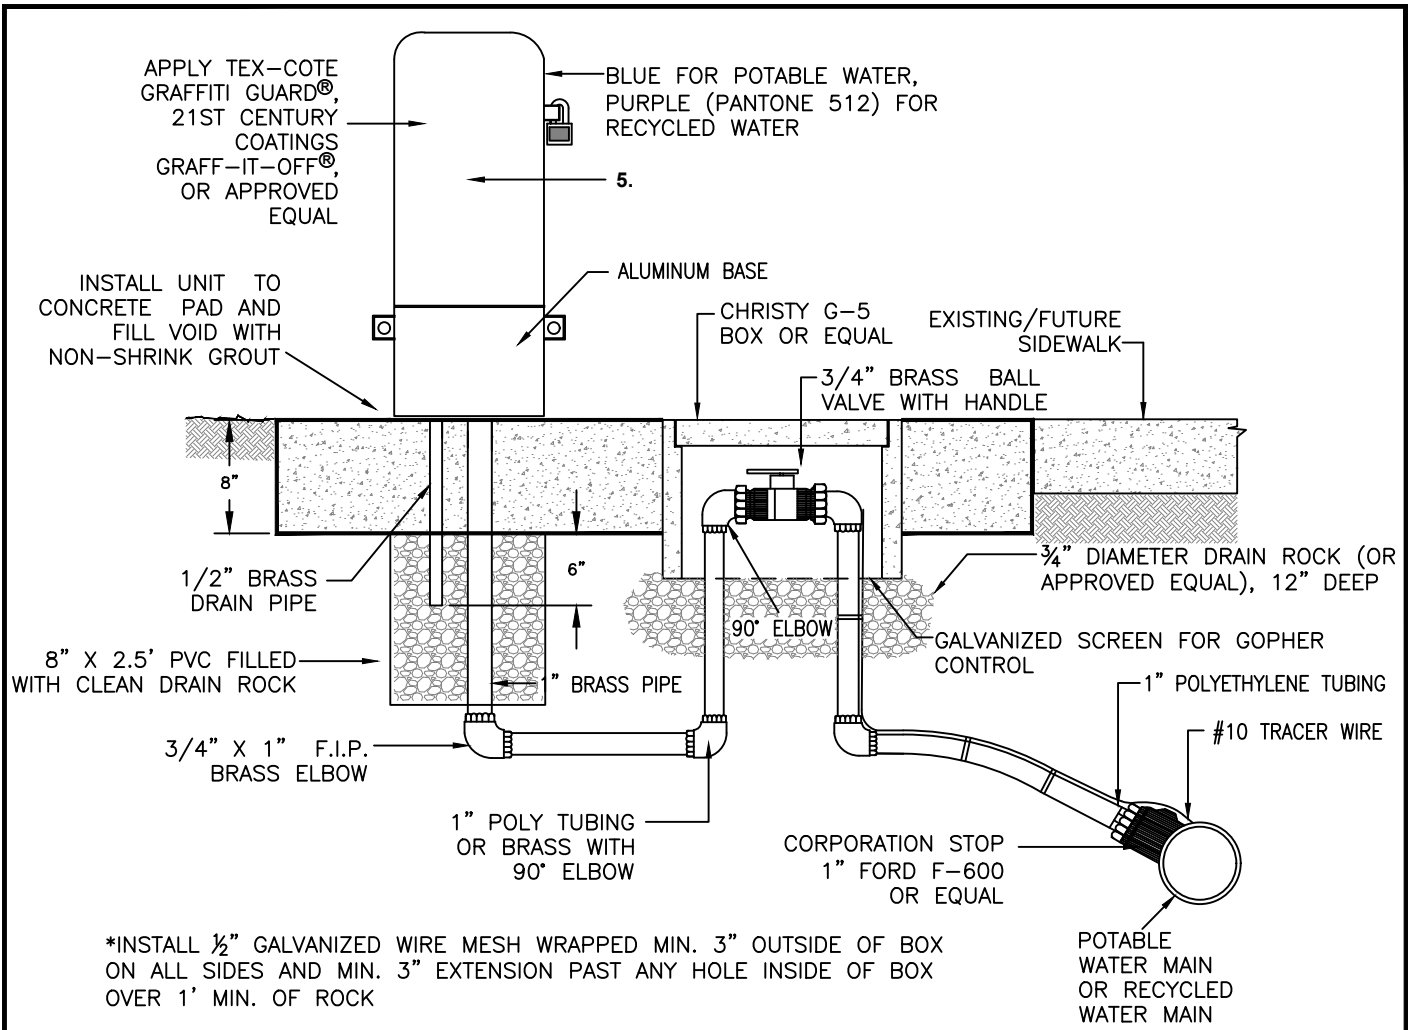 APPLY TEX-COTE
GRAFFITI GUARD®,
21ST CENTURY
COATINGS
GRAFF-IT-OFF®,
OR APPROVED
EQUAL
BLUE FOR POTABLE WATER,
PURPLE (PANTONE 512) FOR
RECYCLED WATER
5.
INSTALL UNIT TO
CONCRETE PAD AND
FILL VOID WITH
NON-SHRINK GROUT
ALUMINUM BASE
CHRISTY G-5
BOX OR EQUAL
EXISTING/FUTURE
SIDEWALK
3/4” BRASS BALL
VALVE WITH HANDLE
8”
6”
1/2” BRASS
DRAIN PIPE
¾” DIAMETER DRAIN ROCK (OR
APPROVED EQUAL), 12” DEEP
90° ELBOW
GALVANIZED SCREEN FOR GOPHER
CONTROL
8” X 2.5’ PVC FILLED
WITH CLEAN DRAIN ROCK
1” BRASS PIPE
1” POLYETHYLENE TUBING
#10 TRACER WIRE
3/4” X 1” F.I.P.
BRASS ELBOW
1” POLY TUBING
OR BRASS WITH
90° ELBOW
CORPORATION STOP
1” FORD F-600
OR EQUAL
*INSTALL ½” GALVANIZED WIRE MESH WRAPPED MIN. 3” OUTSIDE OF BOX
ON ALL SIDES AND MIN. 3” EXTENSION PAST ANY HOLE INSIDE OF BOX
OVER 1’ MIN. OF ROCK
POTABLE
WATER MAIN
OR RECYCLED
WATER MAIN